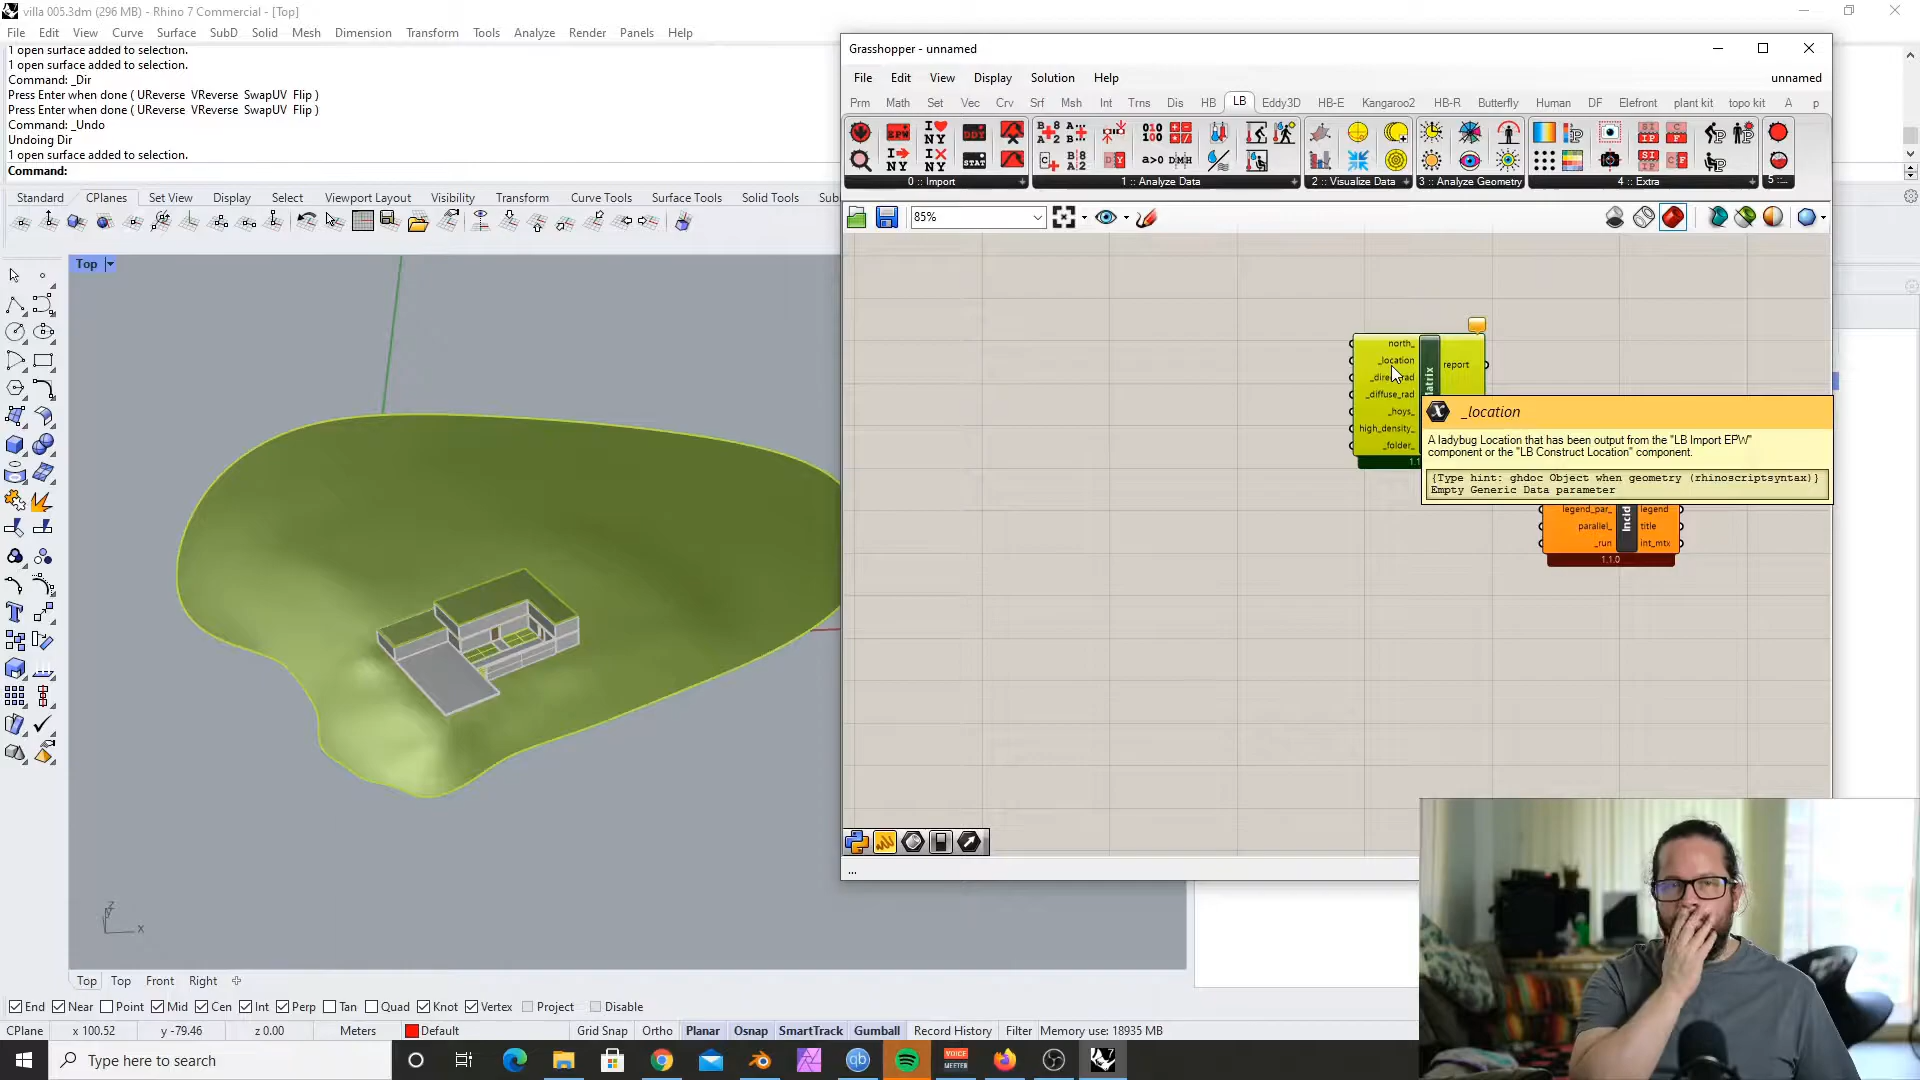 villa 005.3dm (296 MB) - Rhino 7 Commercial - [Top]
File Edit View Curve Surface SubD Solid Mesh Dimension Transform Tools Analyze Render Panels Help
1 open surface added to selection.
1 open surface added to selection.
Command: _Dir
Press Enter when done ( UReverse VReverse SwapUV Flip )
Press Enter when done ( UReverse VReverse SwapUV Flip )
Command: _Undo
Undoing Dir
1 open surface added to selection.
Command:
Standard CPlanes Set View Display Select Viewport Layout Visibility Transform Curve Tools Surface Tools Solid Tools Sub
Top
z
x
Top Top Front Right
End Near Point Mid Cen Int Perp Tan Quad Knot Vertex Project Disable
CPlane x 100.52 y -79.46 z 0.00 Meters Default Grid Snap Ortho Planar Osnap SmartTrack Gumball Record History Filter Memory use: 18935 MB
Type here to search
VOICE
MEETER
Grasshopper - unnamed
File Edit View Display Solution Help unnamed
Prm Math Set Vec Crv Srf Msh Int Trns Dis HB LB Eddy3D HB-E Kangaroo2 HB-R Butterfly Human DF Elefront plant kit topo kit A p
0 :: Import 1 :: Analyze Data 2 :: Visualize Data 3 :: Analyze Geometry 4 :: Extra 5 ::
85%
north_
_location
_diffuse_rad
_hoys_
high_density_
_folder_
report
_location
A ladybug Location that has been output from the "LB Import EPW"
component or the "LB Construct Location" component.
{Type hint: ghdoc Object when geometry (rhinoscriptsyntax)}
Empty Generic Data parameter
legend_par_ legend
parallel_ title
_run int_mtx
1.1.0
...